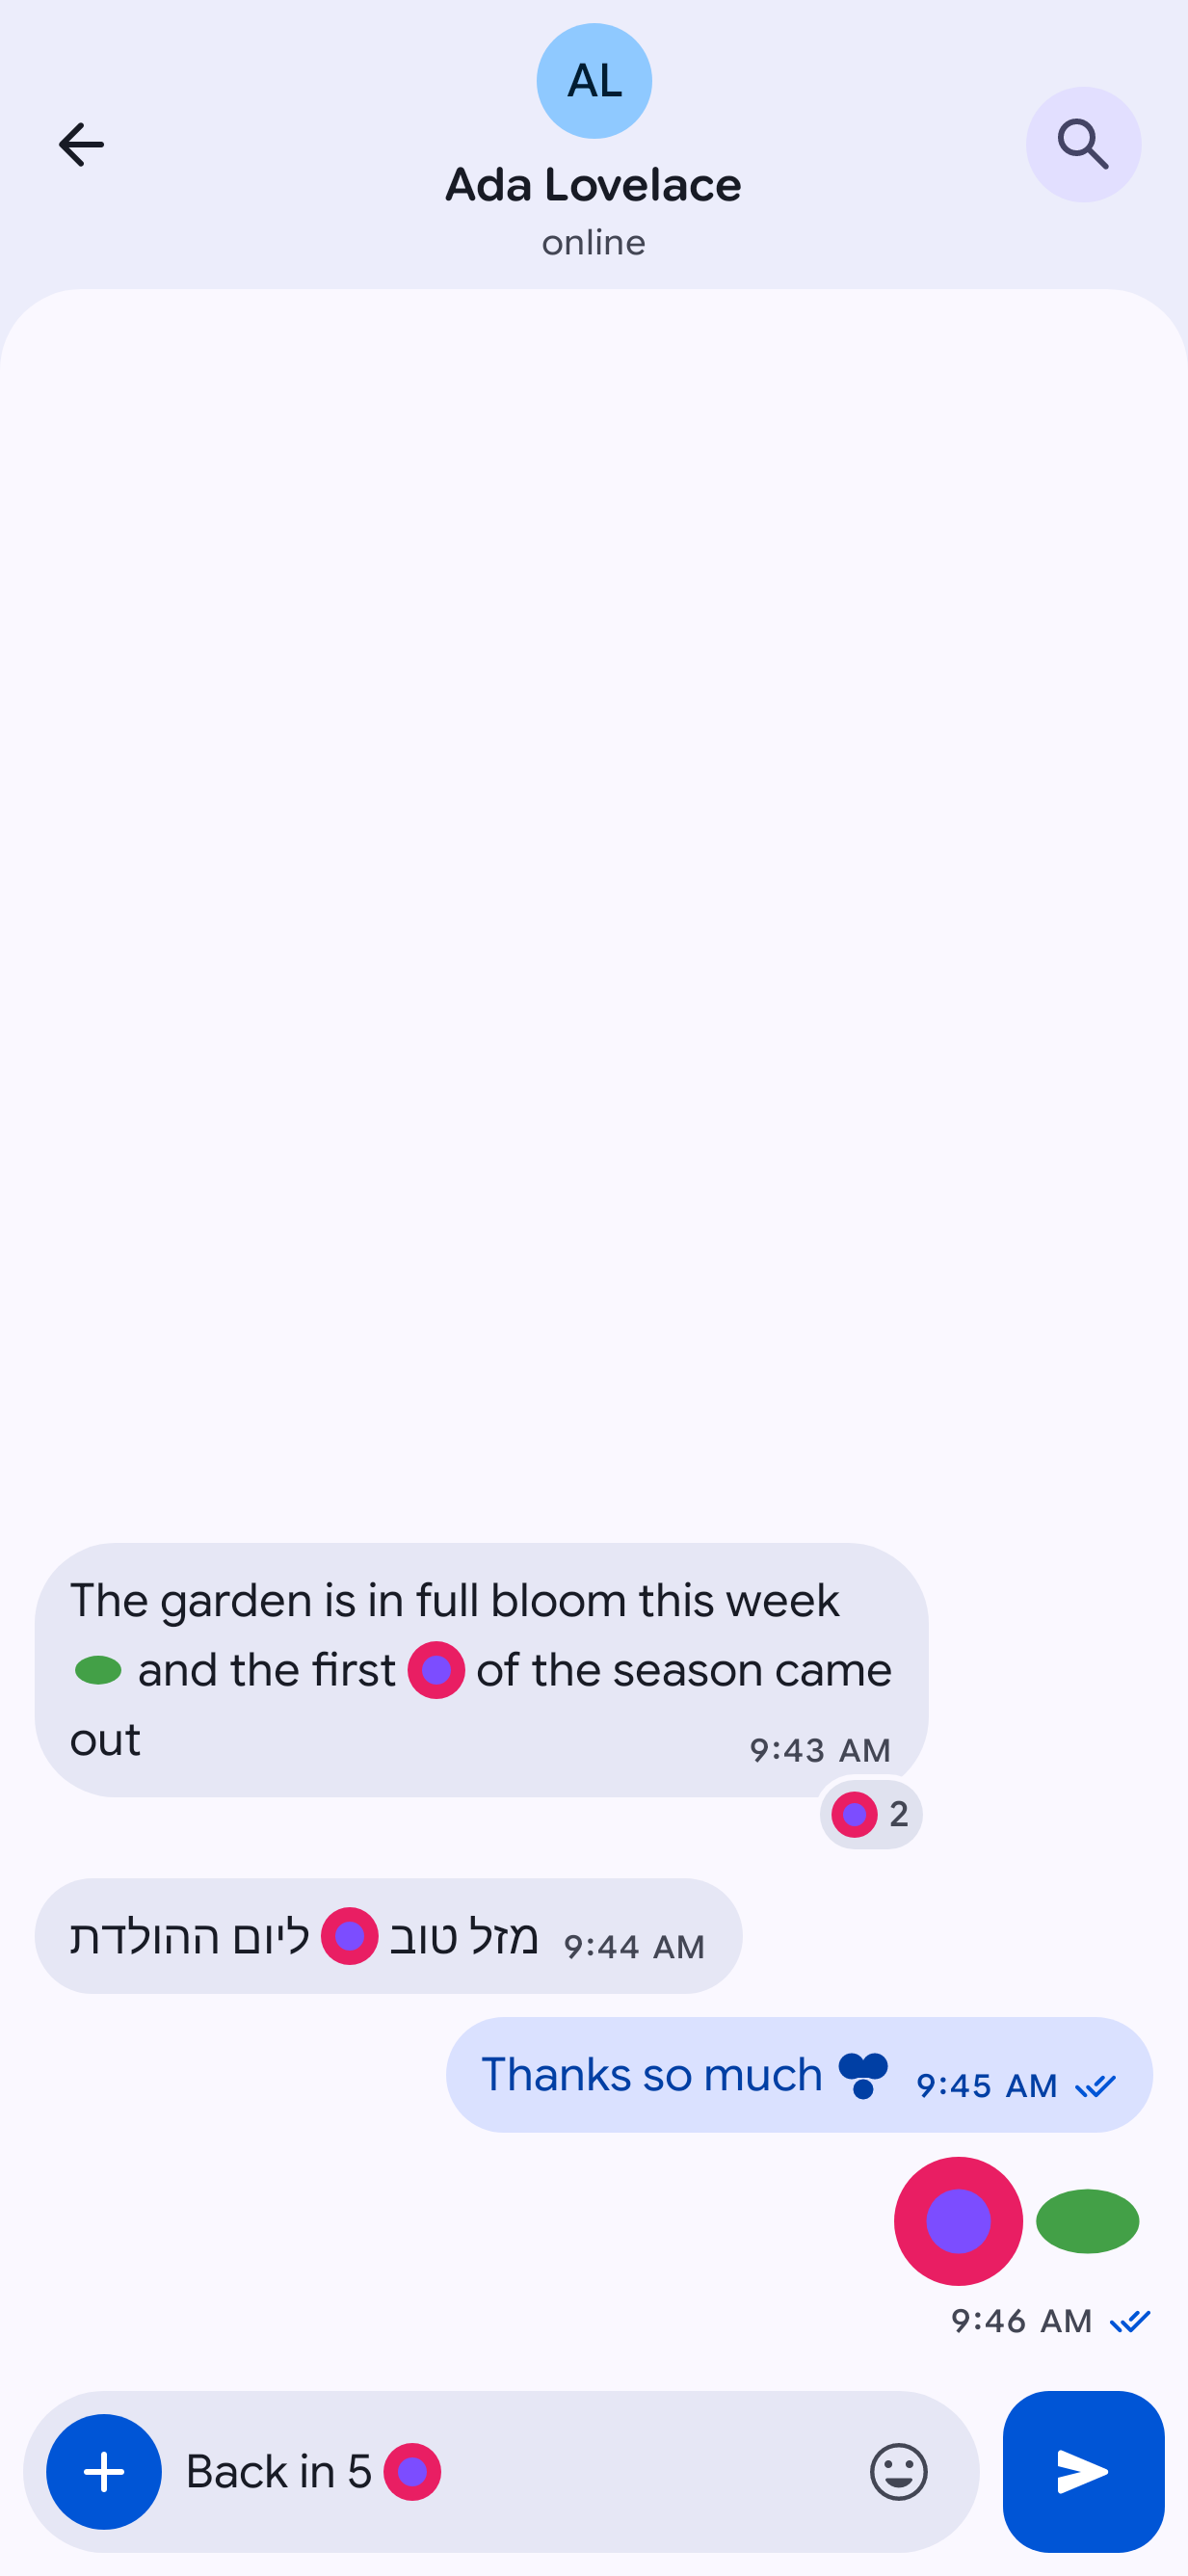 AL
Ada Lovelace
online
The garden is in full bloom this week
and the first of the season came
out
9:43 AM
2
מזל טוב ליום ההולדת
9:44 AM
Thanks so much
9:45 AM
9:46 AM
Back in 5